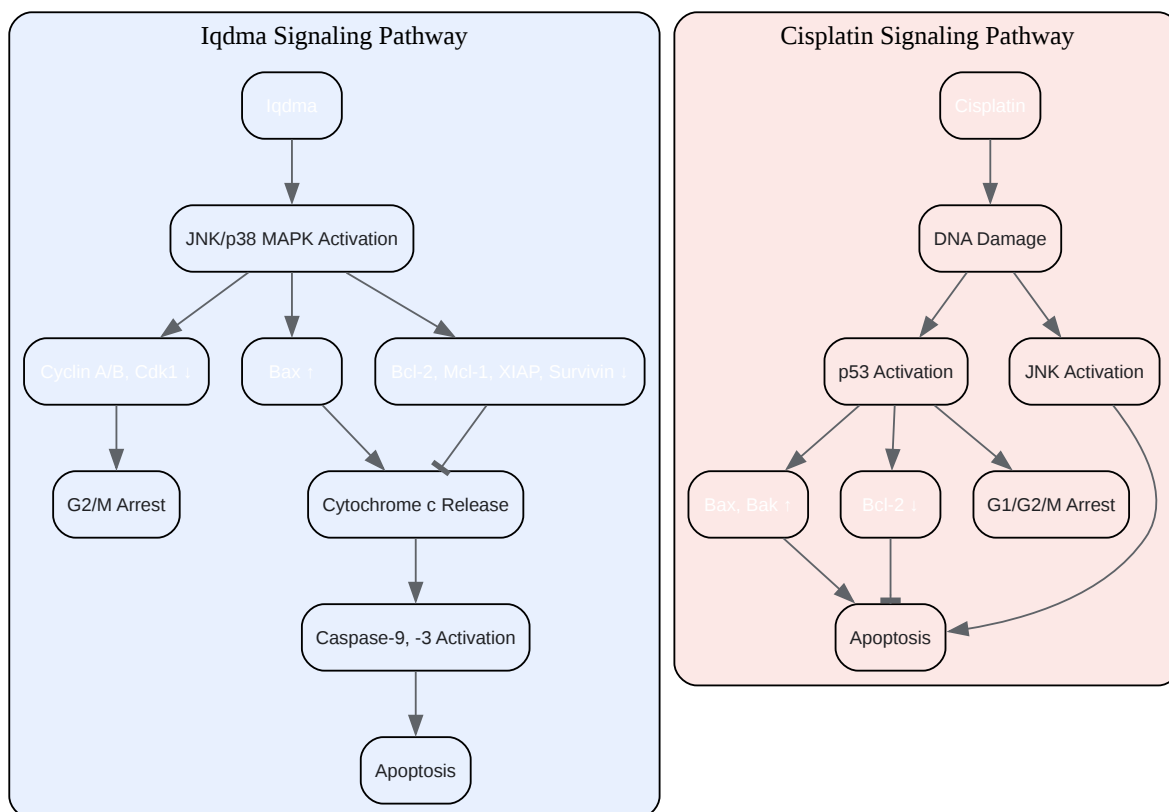 Iqdma Signaling Pathway
Iqdma
JNK/p38 MAPK Activation
Cyclin A/B, Cdk1 ↓
Bax ↑
Bcl-2, Mcl-1, XIAP, Survivin ↓
G2/M Arrest
Cytochrome c Release
Caspase-9, -3 Activation
Apoptosis
Cisplatin Signaling Pathway
Cisplatin
DNA Damage
p53 Activation
JNK Activation
Bax, Bak ↑
Bcl-2 ↓
G1/G2/M Arrest
Apoptosis